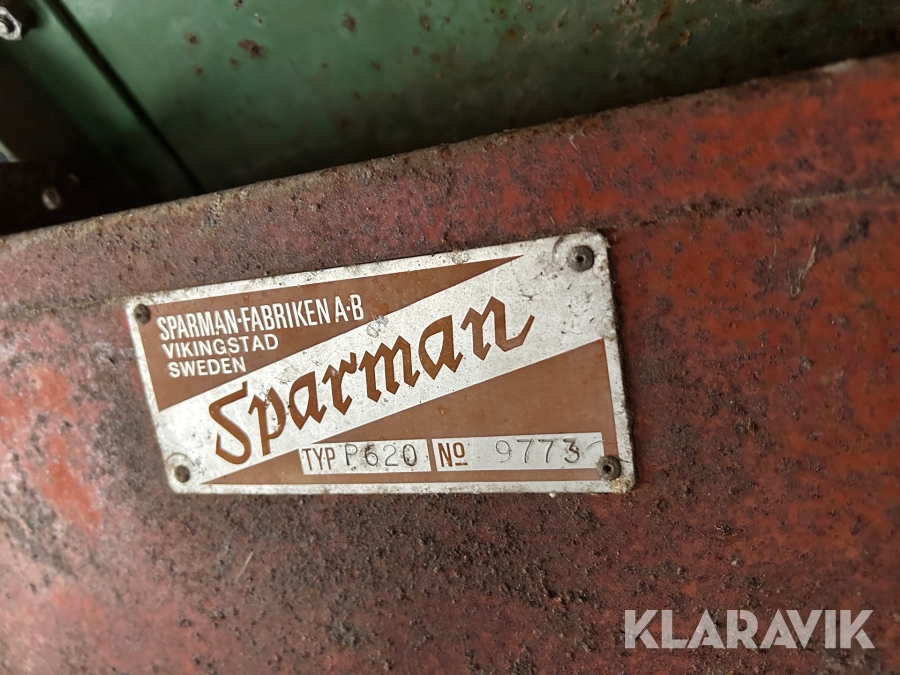 SPARMAN-FABRIKEN A-B
VIKINGSTAD
SWEDEN
Sparman
TYP P620 No 9773
KLARAVIK